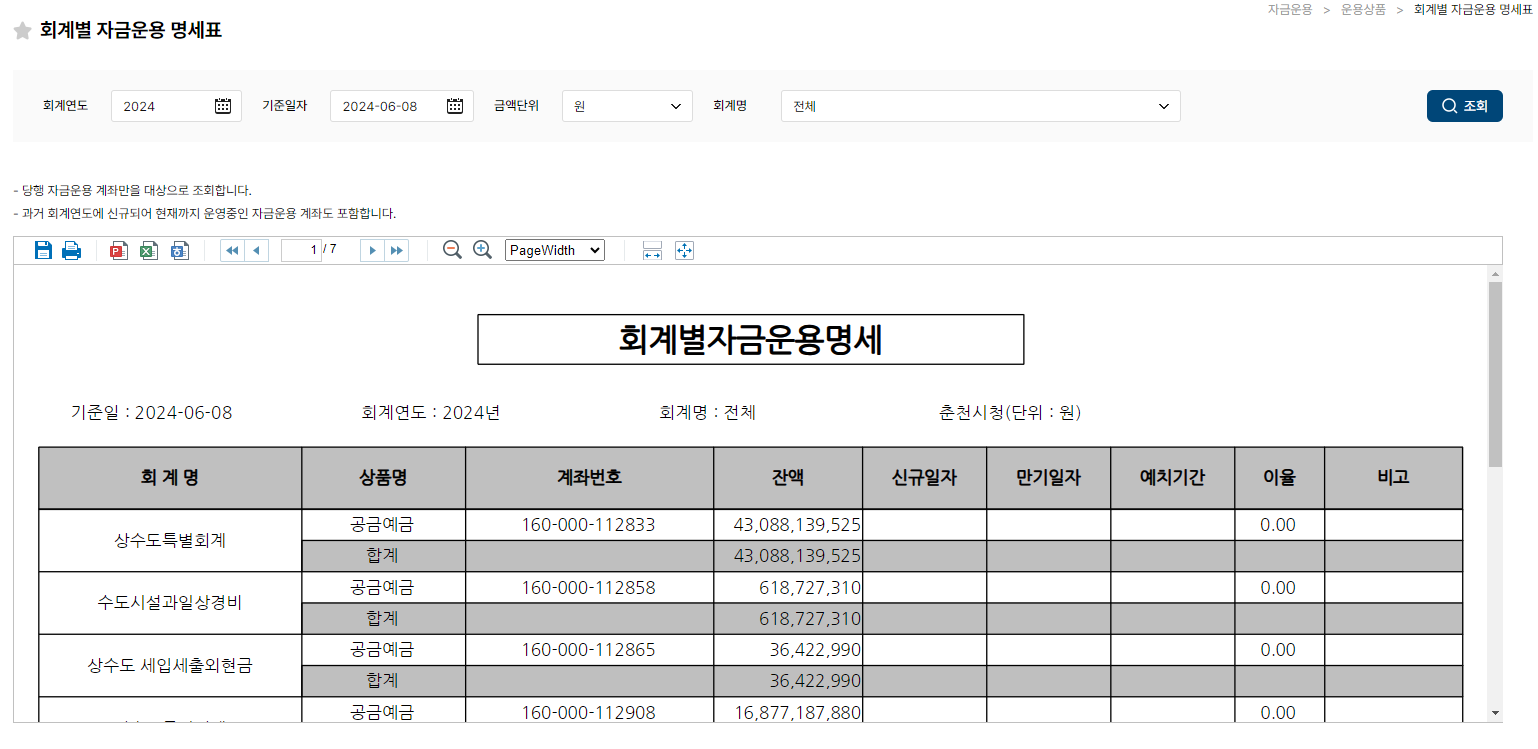 자금운용 > 운용상품 > 회계별 자금운용 명세표
회계별 자금운용 명세표
회계연도 2024 기준일자 2024-06-08 금액단위 원 회계명 전체 조회
- 당행 자금운용 계좌만을 대상으로 조회합니다.
- 과거 회계연도에 신규되어 현재까지 운영중인 자금운용 계좌도 포함합니다.
1 / 7 PageWidth
회계별자금운용명세
기준일 : 2024-06-08 회계연도 : 2024년 회계명 : 전체 춘천시청(단위 : 원)
회 계 명 상품명 계좌번호 잔액 신규일자 만기일자 예치기간 이율 비고
상수도특별회계 공금예금 160-000-112833 43,088,139,525 0.00
합계 43,088,139,525
수도시설과일상경비 공금예금 160-000-112858 618,727,310 0.00
합계 618,727,310
상수도 세입세출외현금 공금예금 160-000-112865 36,422,990 0.00
합계 36,422,990
공금예금 160-000-112908 16,877,187,880 0.00